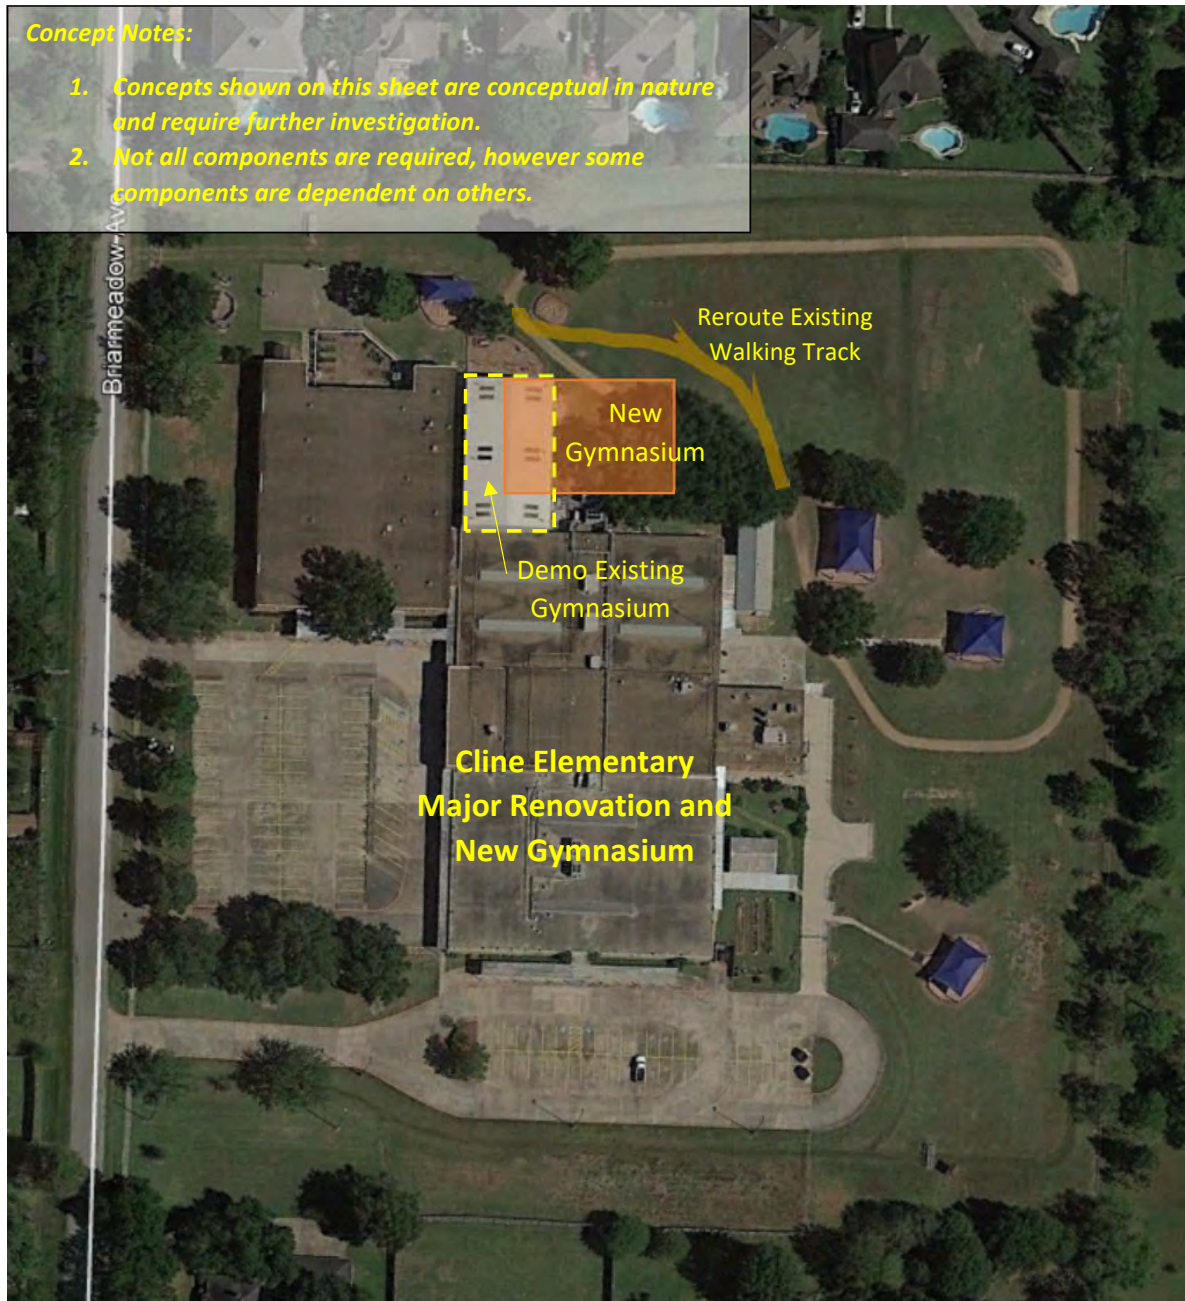 Concept Notes:
1. Concepts shown on this sheet are conceptual in nature
and require further investigation.
2. Not all components are required, however some
components are dependent on others.
Briarmeadow Ave
Reroute Existing
Walking Track
New
Gymnasium
Demo Existing
Gymnasium
Cline Elementary
Major Renovation and
New Gymnasium